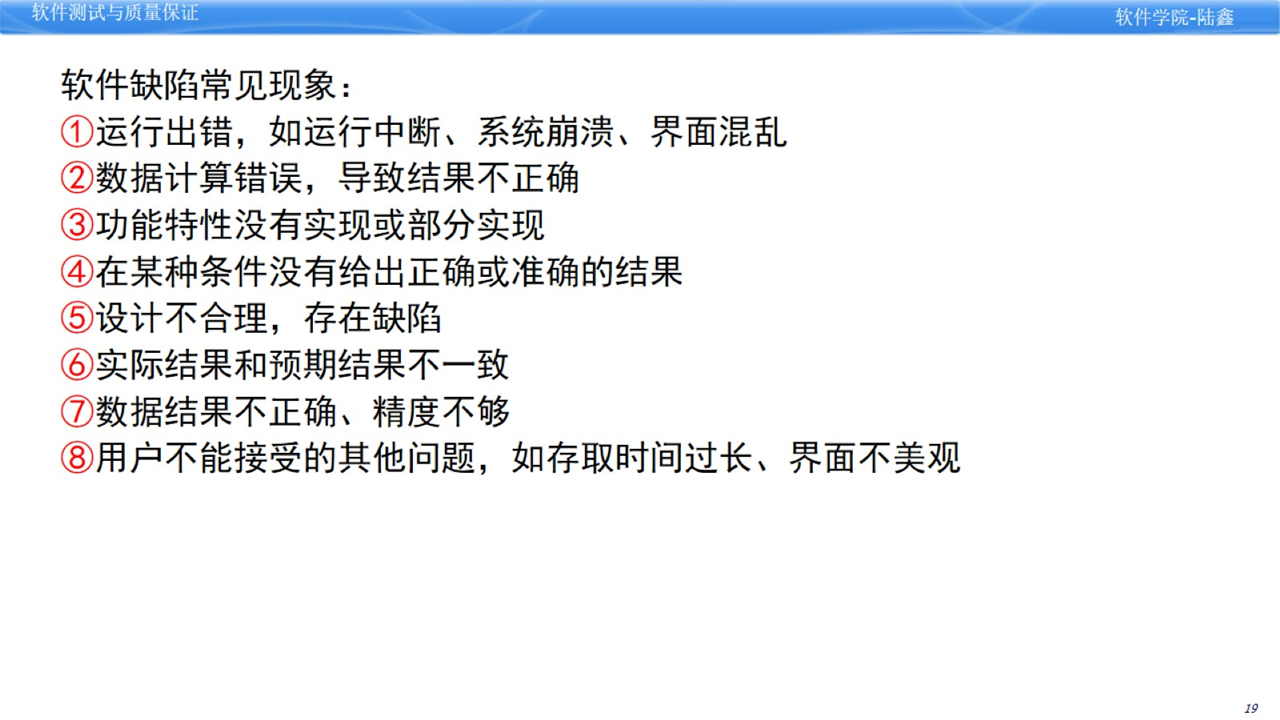 软件测试与质量保证
软件学院-陆鑫
软件缺陷常见现象：
①运行出错，如运行中断、系统崩溃、界面混乱
②数据计算错误，导致结果不正确
③功能特性没有实现或部分实现
④在某种条件没有给出正确或准确的结果
⑤设计不合理，存在缺陷
⑥实际结果和预期结果不一致
⑦数据结果不正确、精度不够
⑧用户不能接受的其他问题，如存取时间过长、界面不美观
19